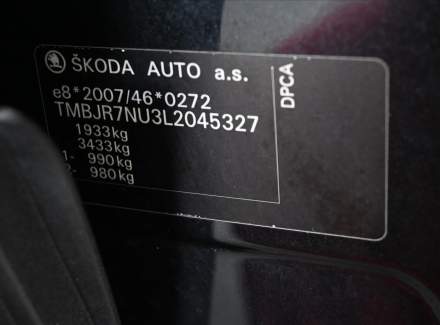 ŠKODA AUTO a.s.
e8*2007/46*0272
TMBJR7NU3L2045327
1933kg
3433kg
1- 990kg
2- 980kg
DPCA